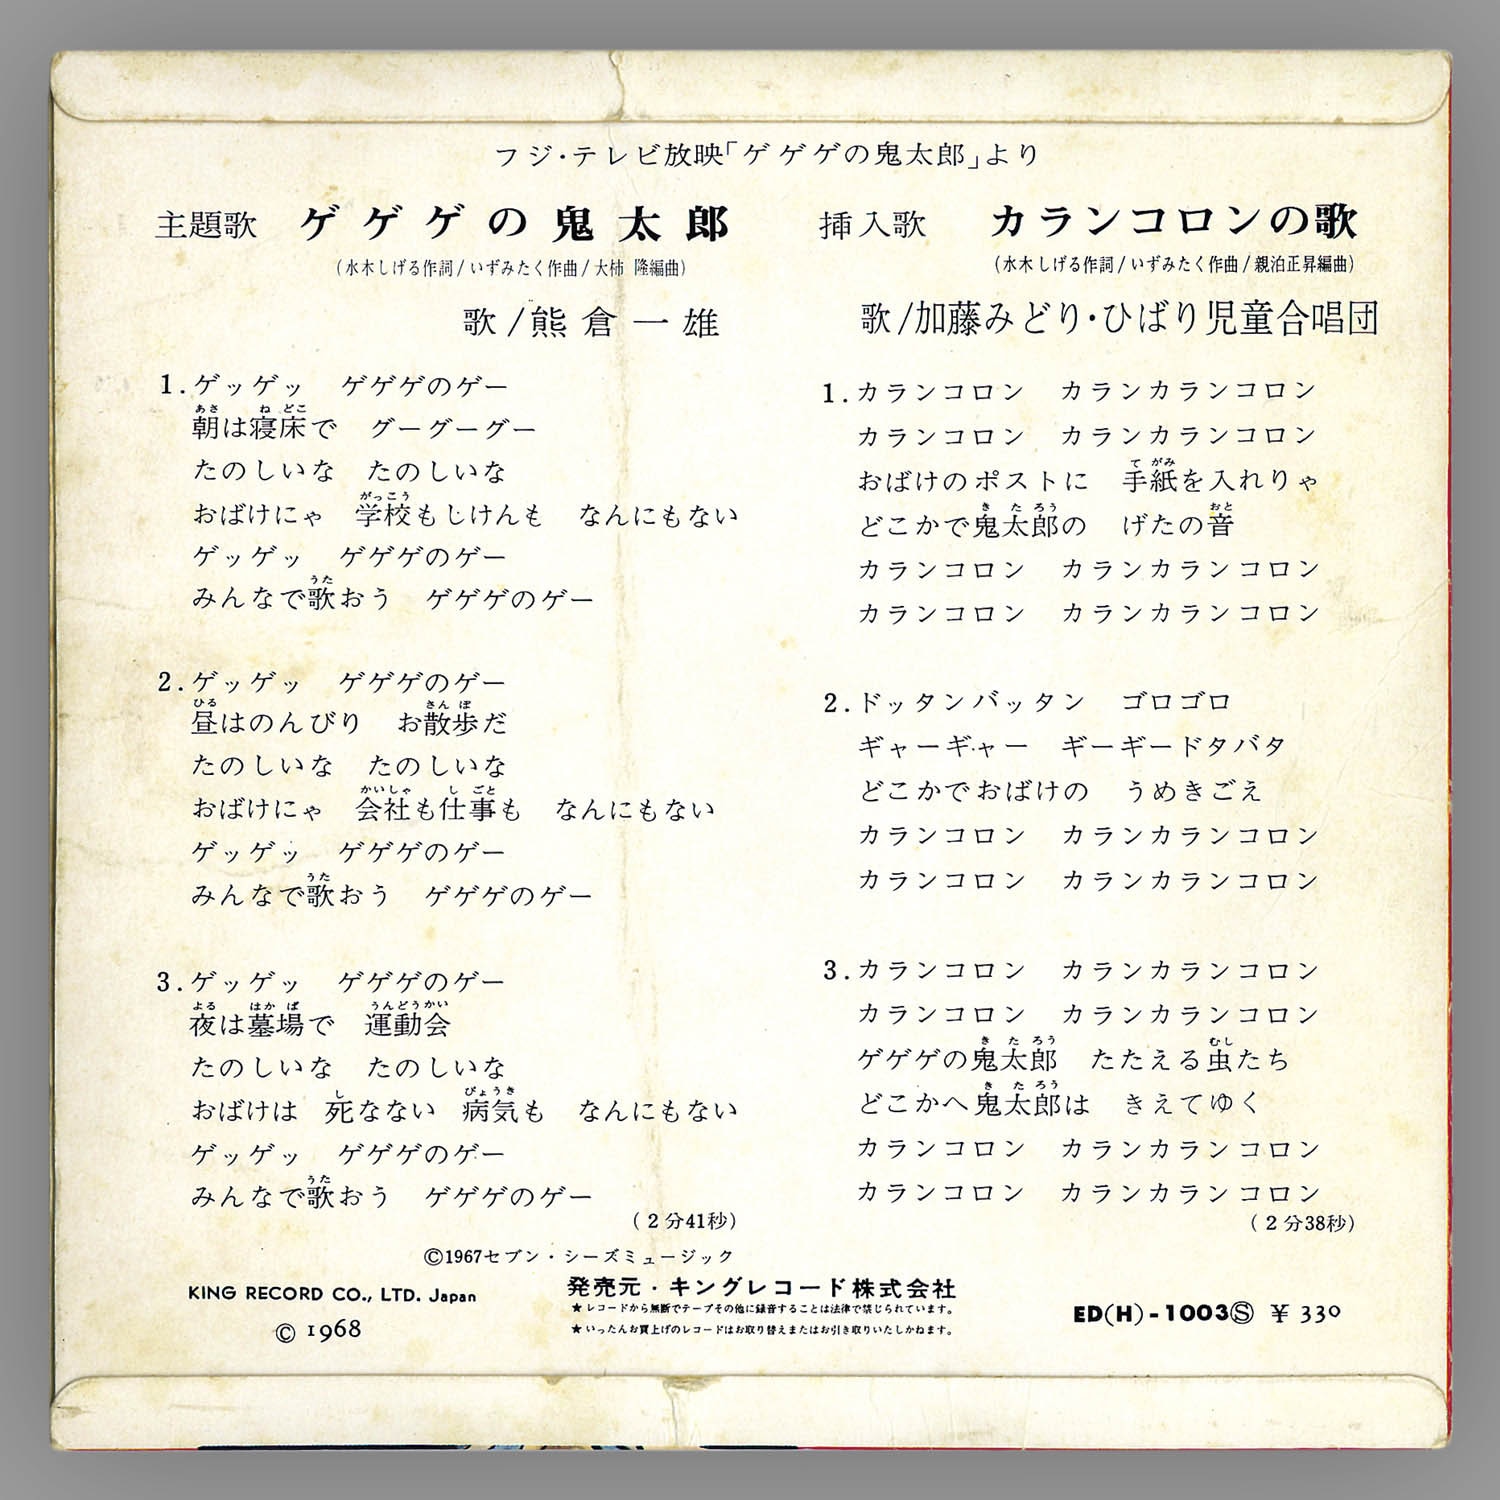 フジ・テレビ放映「ゲゲゲの鬼太郎」より
主題歌 ゲゲゲの鬼太郎
(水木しげる作詞/いずみたく作曲/大柿 隆編曲)
歌/熊倉一雄
1.ゲッゲッ ゲゲゲのゲー
朝は寝床で グーグーグー
たのしいな たのしいな
おばけにゃ 学校もじけんも なんにもない
ゲッゲッ ゲゲゲのゲー
みんなで歌おう ゲゲゲのゲー
2.ゲッゲッ ゲゲゲのゲー
昼はのんびり お散歩だ
たのしいな たのしいな
おばけにゃ 会社も仕事も なんにもない
ゲッゲッ ゲゲゲのゲー
みんなで歌おう ゲゲゲのゲー
3.ゲッゲッ ゲゲゲのゲー
夜は墓場で 運動会
たのしいな たのしいな
おばけは 死なない 病気も なんにもない
ゲッゲッ ゲゲゲのゲー
みんなで歌おう ゲゲゲのゲー
(2分41秒)
©1967セブン・シーズミュージック
挿入歌 カランコロンの歌
(水木しげる作詞/いずみたく作曲/親泊正昇編曲)
歌/加藤みどり・ひばり児童合唱団
1.カランコロン カランカランコロン
カランコロン カランカランコロン
おばけのポストに 手紙を入れりゃ
どこかで鬼太郎の げたの音
カランコロン カランカランコロン
カランコロン カランカランコロン
2.ドッタンバッタン ゴロゴロ
ギャーギャー ギーギードタバタ
どこかでおばけの うめきごえ
カランコロン カランカランコロン
カランコロン カランカランコロン
3.カランコロン カランカランコロン
カランコロン カランカランコロン
ゲゲゲの鬼太郎 たたえる虫たち
どこかへ鬼太郎は きえてゆく
カランコロン カランカランコロン
カランコロン カランカランコロン
(2分38秒)
KING RECORD CO., LTD. Japan
© 1968
発売元・キングレコード株式会社
★レコードから無断でテープその他に録音することは法律で禁じられています。
★いったんお買上げのレコードはお取り替えまたはお引き取りいたしかねます。
ED(H)-1003Ⓢ ¥ 330